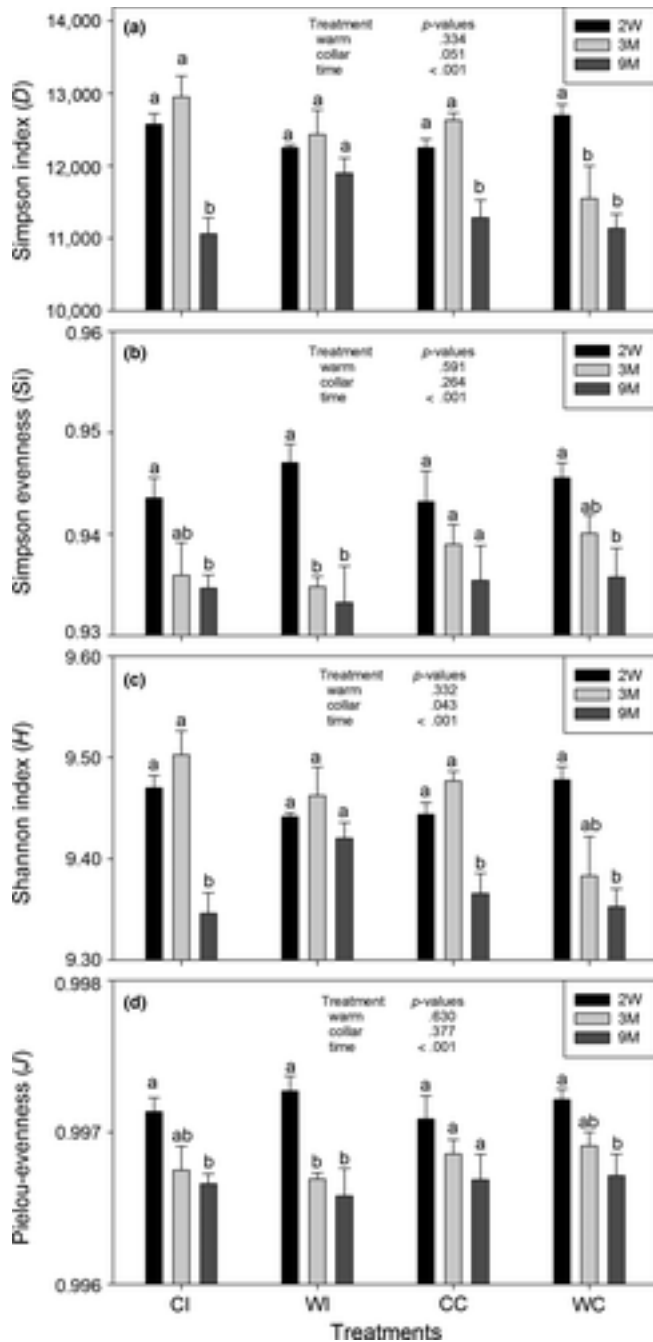 14,000
(a)
Treatment p-values
warm .334
collar .051
time < .001
2W
3M
9M
Simpson index (D)
13,000
12,000
11,000
10,000
a a b
a a a
a a b
a b b
0.96
(b)
Treatment p-values
warm .591
collar .264
time < .001
2W
3M
9M
Simpson evenness (Si)
0.95
0.94
0.93
a ab b
a b b
a a a
a ab b
9.60
(c)
Treatment p-values
warm .332
collar .043
time < .001
2W
3M
9M
Shannon index (H)
9.50
9.40
9.30
a a b
a a a
a a b
a ab b
0.998
(d)
Treatment p-values
warm .630
collar .377
time < .001
2W
3M
9M
Pielou-evenness (J)
0.997
0.996
a ab b
a b b
a a a
a ab b
CI WI CC WC
Treatments